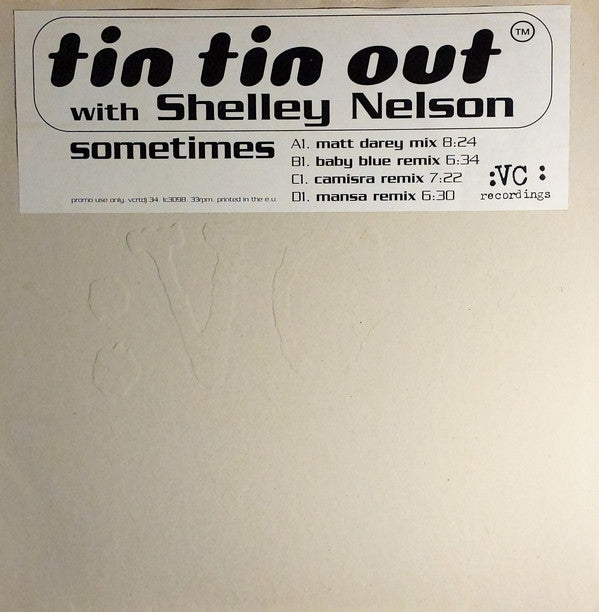 tin tin out TM
with Shelley Nelson
sometimes
A1. matt darey mix 8:24
B1. baby blue remix 6:34
C1. camisra remix 7:22
D1. mansa remix 6:30
:VC:
recordings
promo use only. vcrtdj 34. lc3098. 33rpm. printed in the e.u
:VC